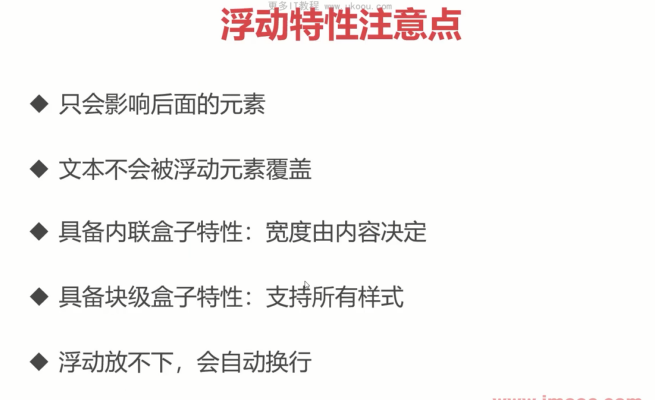 更多IT教程 www.ukoou.com
浮动特性注意点
◆ 只会影响后面的元素
◆ 文本不会被浮动元素覆盖
◆ 具备内联盒子特性：宽度由内容决定
◆ 具备块级盒子特性：支持所有样式
◆ 浮动放不下，会自动换行